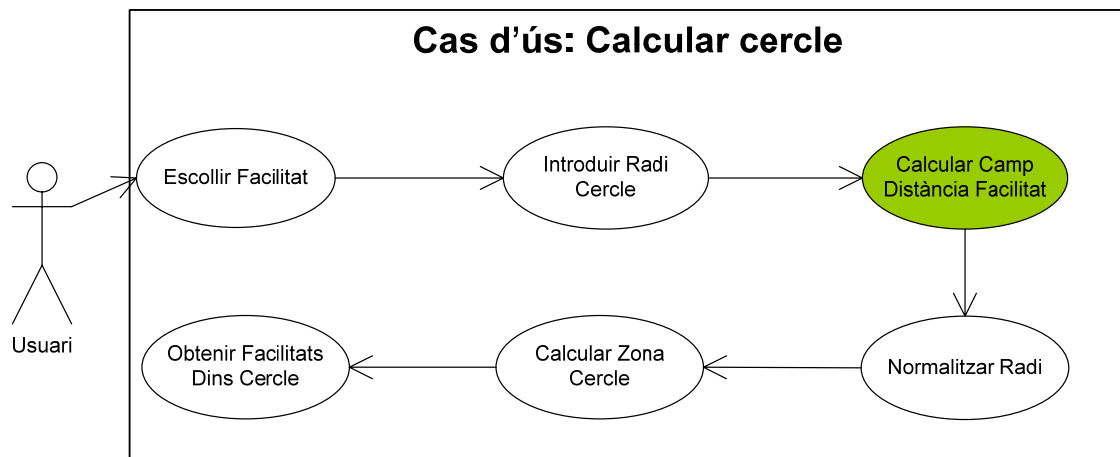 Cas d'ús: Calcular cercle
Escollir Facilitat
Introduir Radi
Cercle
Calcular Camp
Distància Facilitat
Usuari
Obtenir Facilitats
Dins Cercle
Calcular Zona
Cercle
Normalitzar Radi